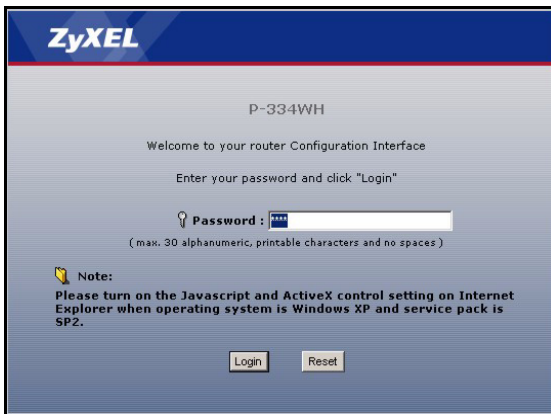 ZyXEL
P-334WH
Welcome to your router Configuration Interface
Enter your password and click "Login"
Password : ****
( max. 30 alphanumeric, printable characters and no spaces )
Note:
Please turn on the Javascript and ActiveX control setting on Internet
Explorer when operating system is Windows XP and service pack is
SP2.
Login Reset